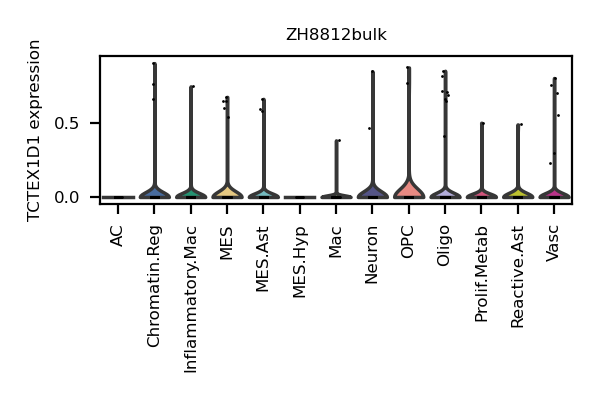 ZH8812bulk
TCTEX1D1 expression
0.5
0.0
AC
Chromatin.Reg
Inflammatory.Mac
MES
MES.Ast
MES.Hyp
Mac
Neuron
OPC
Oligo
Prolif.Metab
Reactive.Ast
Vasc